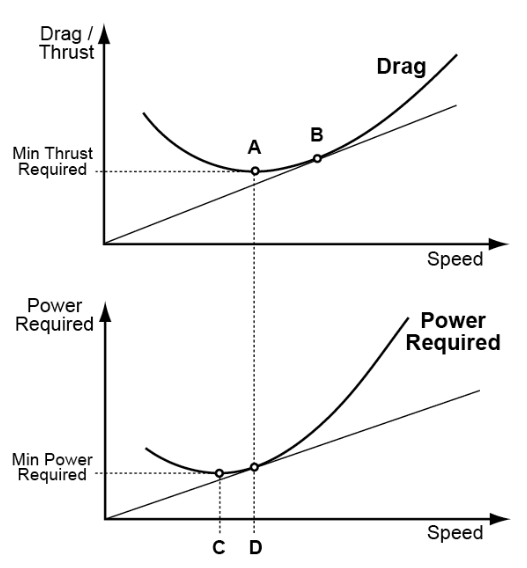 Drag /
Thrust
Drag
Min Thrust
Required
A
B
Speed
Power
Required
Power
Required
Min Power
Required
Speed
C
D